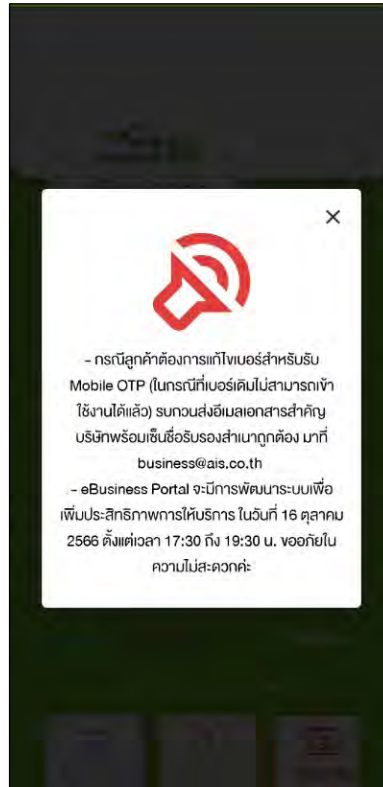 - กรณีลูกค้าต้องการแก้ไขเบอร์สำหรับรับ
Mobile OTP (ในกรณีที่เบอร์เดิมไม่สามารถเข้า
ใช้งานได้แล้ว) รบกวนส่งอีเมลเอกสารสำคัญ
บริษัทพร้อมเซ็นชื่อรับรองสำเนาถูกต้อง มาที่
business@ais.co.th
- eBusiness Portal จะมีการพัฒนาระบบเพื่อ
เพิ่มประสิทธิภาพการให้บริการ ในวันที่ 16 ตุลาคม
2566 ตั้งแต่เวลา 17:30 ถึง 19:30 น. ขออภัยใน
ความไม่สะดวกค่ะ